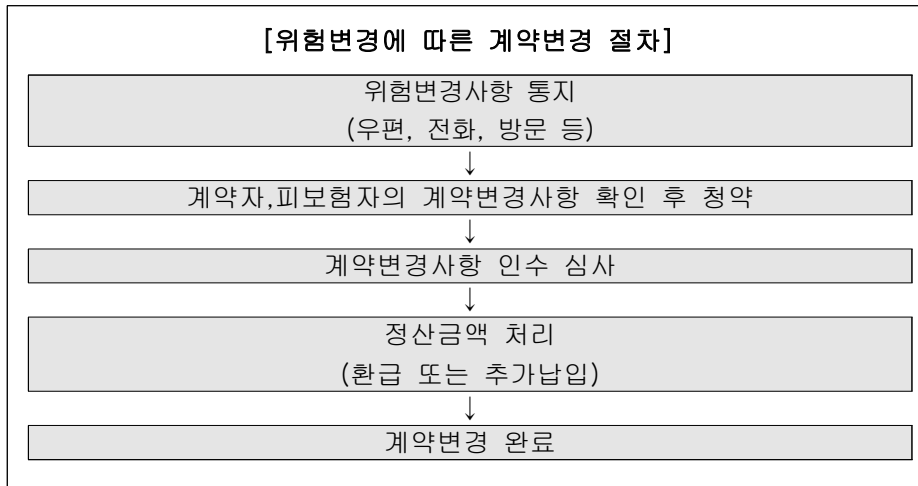 [위험변경에 따른 계약변경 절차]
위험변경사항 통지
(우편, 전화, 방문 등)
↓
계약자,피보험자의 계약변경사항 확인 후 청약
↓
계약변경사항 인수 심사
↓
정산금액 처리
(환급 또는 추가납입)
↓
계약변경 완료